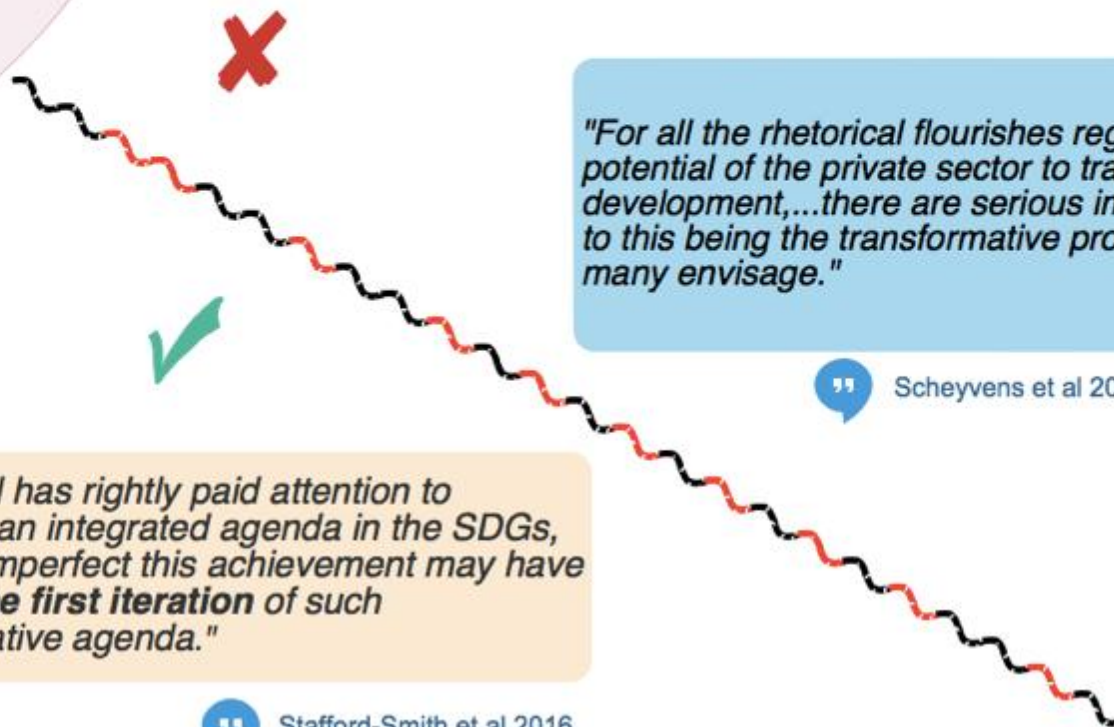 "For all the rhetorical flourishes reg
potential of the private sector to tra
development,...there are serious in
to this being the transformative pro
many envisage."
Scheyvens et al 20
has rightly paid attention to
an integrated agenda in the SDGs,
mperfect this achievement may have
e first iteration of such
ative agenda."
Stafford-Smith et al 2016